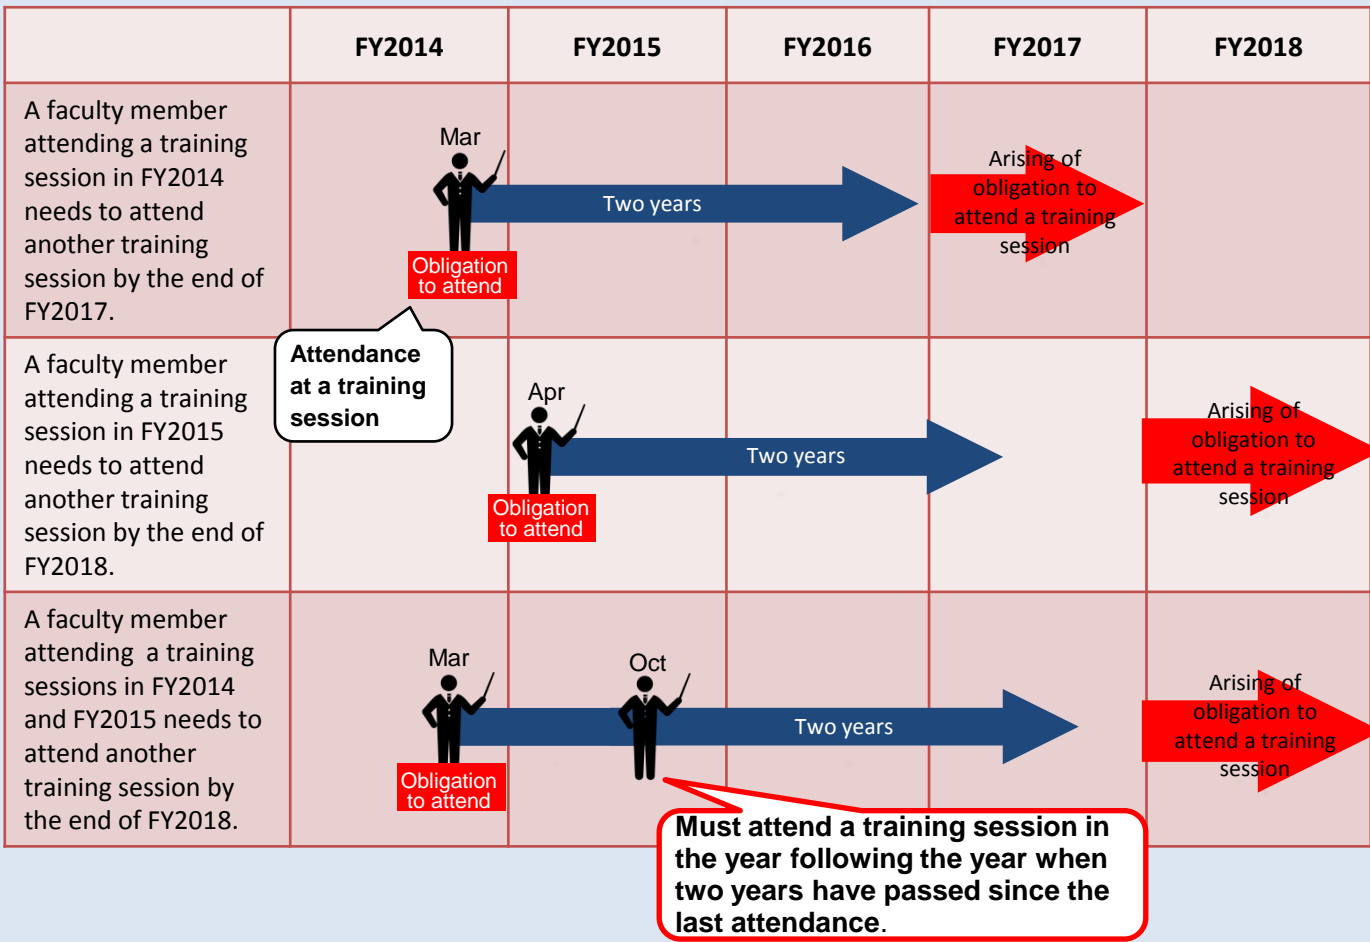 FY2014 FY2015 FY2016 FY2017 FY2018
A faculty member
attending a training
session in FY2014
needs to attend
another training
session by the end of
FY2017.
Mar
Obligation
to attend
Two years
Arising of
obligation to
attend a training
session
Attendance
at a training
session
A faculty member
attending a training
session in FY2015
needs to attend
another training
session by the end of
FY2018.
Apr
Obligation
to attend
Two years
Arising of
obligation to
attend a training
session
A faculty member
attending  a training
sessions in FY2014
and FY2015 needs to
attend another
training session by
the end of FY2018.
Mar
Obligation
to attend
Oct
Two years
Arising of
obligation to
attend a training
session
Must attend a training session in
the year following the year when
two years have passed since the
last attendance.